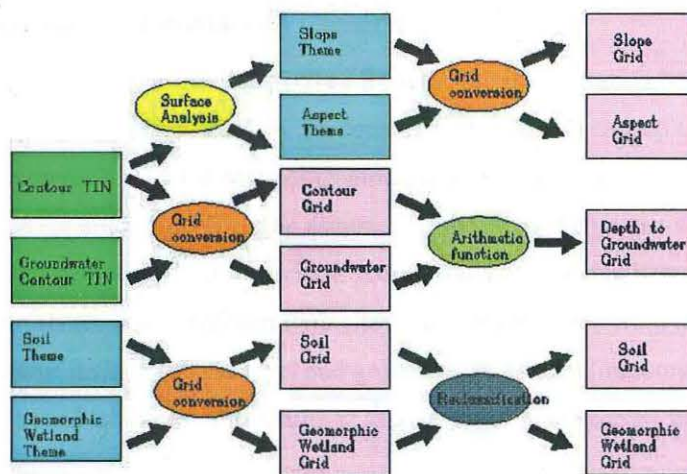 Slope
Theme
Slope
Grid
Surface
Analysis
Grid
conversion
Aspect
Theme
Aspect
Grid
Contour TIN
Contour
Grid
Grid
conversion
Arithmetic
function
Depth to
Groundwater
Grid
Groundwater
Contour TIN
Groundwater
Grid
Soil
Theme
Soil
Grid
Soil
Grid
Grid
conversion
Reclassification
Geomorphic
Wetland
Theme
Geomorphic
Wetland
Grid
Geomorphic
Wetland
Grid